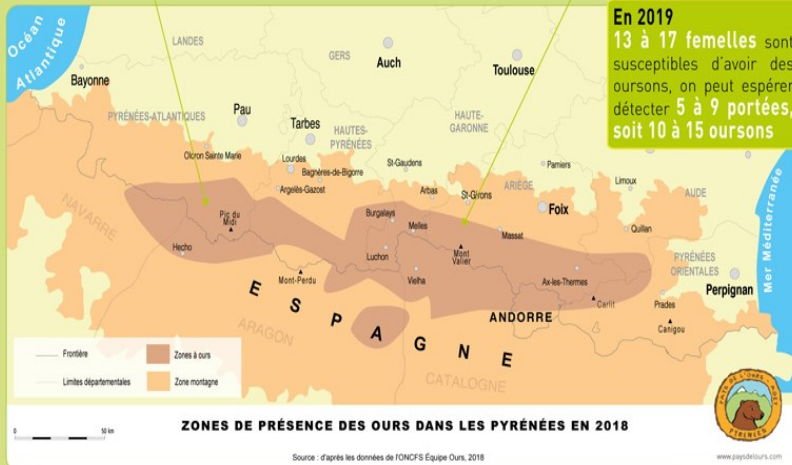 En 2019
13 à 17 femelles sont
susceptibles d'avoir des
oursons, on peut espérer
détecter 5 à 9 portées,
soit 10 à 15 oursons
Océan
Atlantique
LANDES
GERS
Auch
Toulouse
Bayonne
PYRÉNÉES-ATLANTIQUES
Pau
Tarbes
HAUTES-
PYRÉNÉES
HAUTE-
GARONNE
Oloron Sainte Marie
Lourdes
Bagnères-de-Bigorre
Argelès-Gazost
St-Gaudens
Arbas
St-Girons
ARIÈGE
Pamiers
Foix
Limoux
AUDE
Quillan
Mer Méditerranée
NAVARRE
Pic du
Midi
Hecho
Burgalays
Melles
Luchon
Mont
Valier
Massat
Vielha
Mont-Perdu
Ax-les-Thermes
Carlit
PYRÉNÉES
ORIENTALES
Perpignan
Prades
Canigou
ANDORRE
ESPAGNE
ARAGON
CATALOGNE
Frontière
Zones à ours
Limites départementales
Zone montagne
0 50 km
ZONES DE PRÉSENCE DES OURS DANS LES PYRÉNÉES EN 2018
Source : d'après les données de l'ONCFS Équipe Ours, 2018
PAYS DE L'OURS - ADET
PYRÉNÉES
www.paysdelours.com